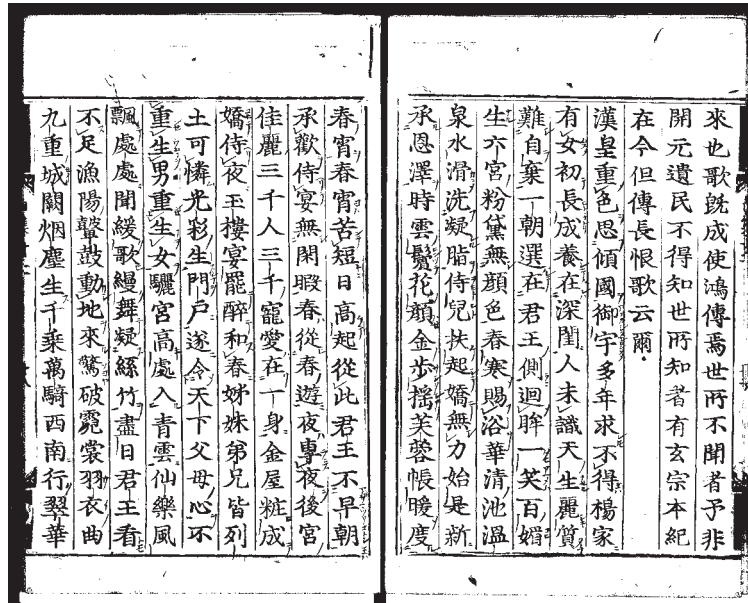 來也歌旣成使鴻傳焉世所不聞者予非
開元遺民不得知世所知者有玄宗本紀
在今但傳長恨歌云爾
漢皇重色思傾國御宇多年求不得楊家
有女初長成養在深閨人未識天生麗質
難自棄一朝選在君王側迴眸一笑百媚
生六宮粉黛無顏色春寒賜浴華清池溫
泉水滑洗凝脂侍兒扶起嬌無力始是新
承恩澤時雲鬢花顏金步搖芙蓉帳暖度
春宵春宵苦短日高起從此君王不早朝
承歡侍宴無閑暇春從春遊夜專夜後宮
佳麗三千人三千寵愛在一身金屋粧成
嬌侍夜玉樓宴罷醉和春姊妹弟兄皆列
土可憐光彩生門戶遂令天下父母心不
重生男重生女驪宮高處入青雲仙樂風
飄處處聞緩歌縵舞凝絲竹盡日君王看
不足漁陽鼙鼓動地來驚破霓裳羽衣曲
九重城闕烟塵生千乘萬騎西南行翠華